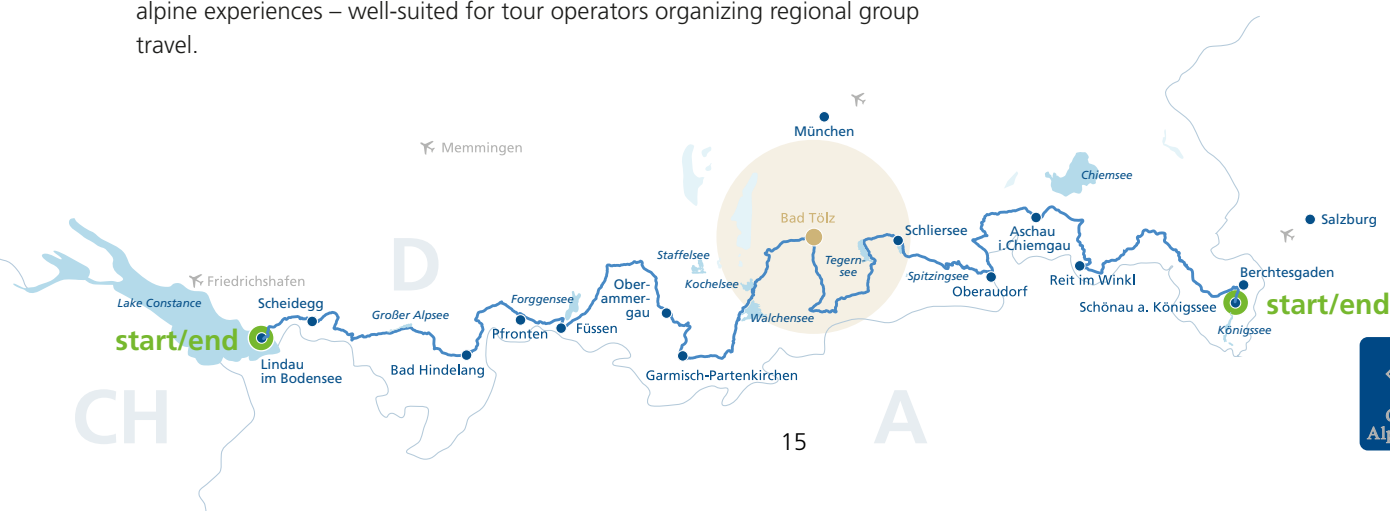 alpine experiences – well-suited for tour operators organizing regional group
travel.
München
Memmingen
Chiemsee
Bad Tölz
Salzburg
Schliersee
Aschau
i.Chiemgau
Staffelsee
Tegern-
see
Friedrichshafen
D
Kochelsee
Spitzingsee
Oberaudorf
Reit im Winkl
Berchtesgaden
Ober-
ammer-
gau
Lake Constance
Scheidegg
Forggensee
Großer Alpsee
Walchensee
Schönau a. Königssee
start/end
start/end
Pfronten
Füssen
Königssee
Lindau
im Bodensee
Bad Hindelang
Garmisch-Partenkirchen
CH
A
15